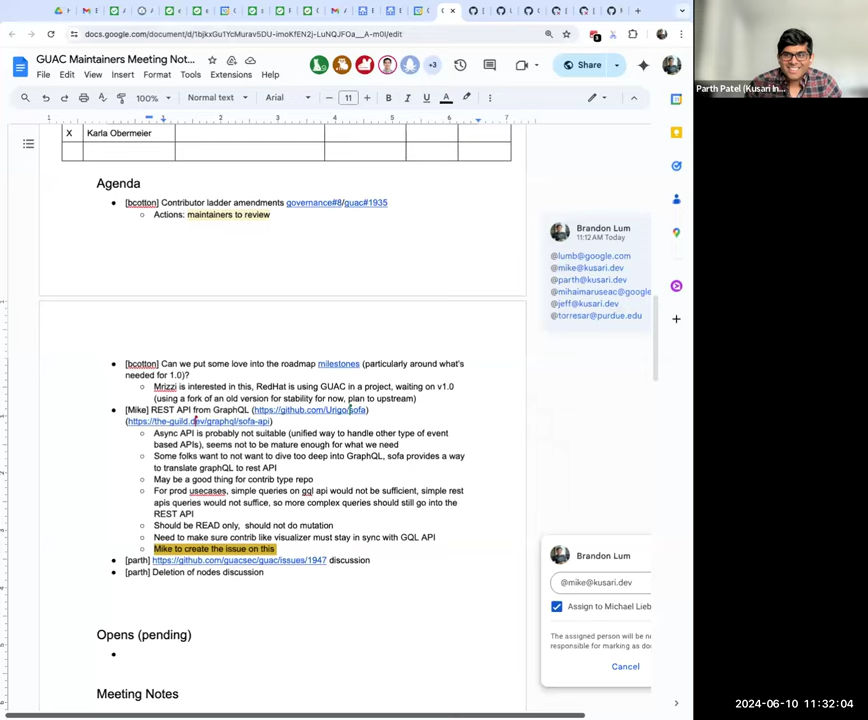 docs.google.com/document/d/1bjkxGu1YcMurav5DU-imoKfEN2j-LuNQJFOa__A-m0I/edit
GUAC Maintainers Meeting Not...
File Edit View Insert Format Tools Extensions Help
+3
Share
100%
Normal text
Arial
11
B I U A
1 1 2 3 4 5 6 7
X Karla Obermeier
Agenda
[bcotton] Contributor ladder amendments governance#8/guac#1935
Actions: maintainers to review
[bcotton] Can we put some love into the roadmap milestones (particularly around what's
needed for 1.0)?
Mrizzi is interested in this, RedHat is using GUAC in a project, waiting on v1.0
(using a fork of an old version for stability for now, plan to upstream)
[Mike] REST API from GraphQL (https://github.com/Urigo/sofa)
(https://the-guild.dev/graphql/sofa-api)
Async API is probably not suitable (unified way to handle other type of event
based APIs), seems not to be mature enough for what we need
Some folks want to not want to dive too deep into GraphQL, sofa provides a way
to translate graphQL to rest API
May be a good thing for contrib type repo
For prod usecases, simple queries on gql api would not be sufficient, simple rest
apis queries would not suffice, so more complex queries should still go into the
REST API
Should be READ only, should not do mutation
Need to make sure contrib like visualizer must stay in sync with GQL API
Mike to create the issue on this
[parth] https://github.com/guacsec/guac/issues/1947 discussion
[parth] Deletion of nodes discussion
Opens (pending)
Meeting Notes
Brandon Lum
11:12 AM Today
@lumb@google.com
@mike@kusari.dev
@parth@kusari.dev
@mihaimaruseac@google
@jeff@kusari.dev
@torresar@purdue.edu
Brandon Lum
@mike@kusari.dev
Assign to Michael Lieb
The assigned person will be no
responsible for marking as do
Cancel
Parth Patel (Kusari In...
2024-06-10 11:32:04